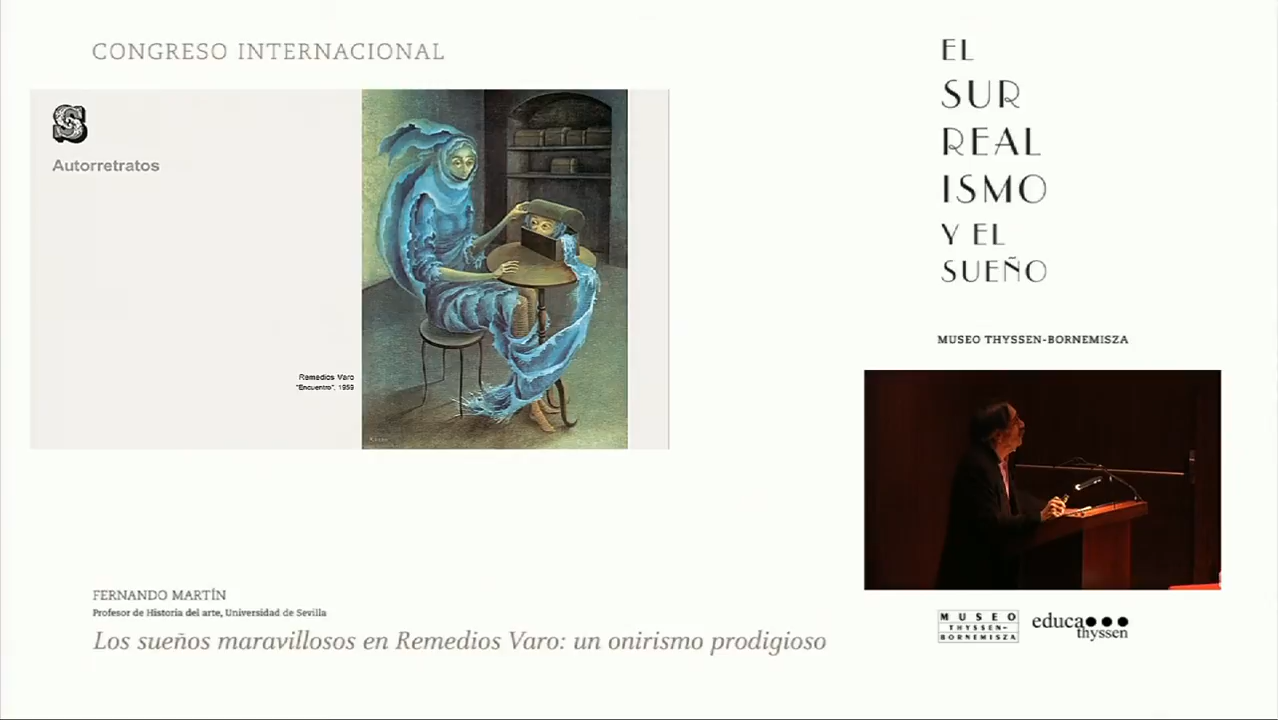 CONGRESO INTERNACIONAL
S
Autorretratos
Remedios Varo
"Encuentro", 1959
EL
SUR
REAL
ISMO
Y EL
SUEÑO
MUSEO THYSSEN-BORNEMISZA
FERNANDO MARTÍN
Profesor de Historia del arte, Universidad de Sevilla
Los sueños maravillosos en Remedios Varo: un onirismo prodigioso
MUSEO
THYSSEN-
BORNEMISZA
educa
thyssen